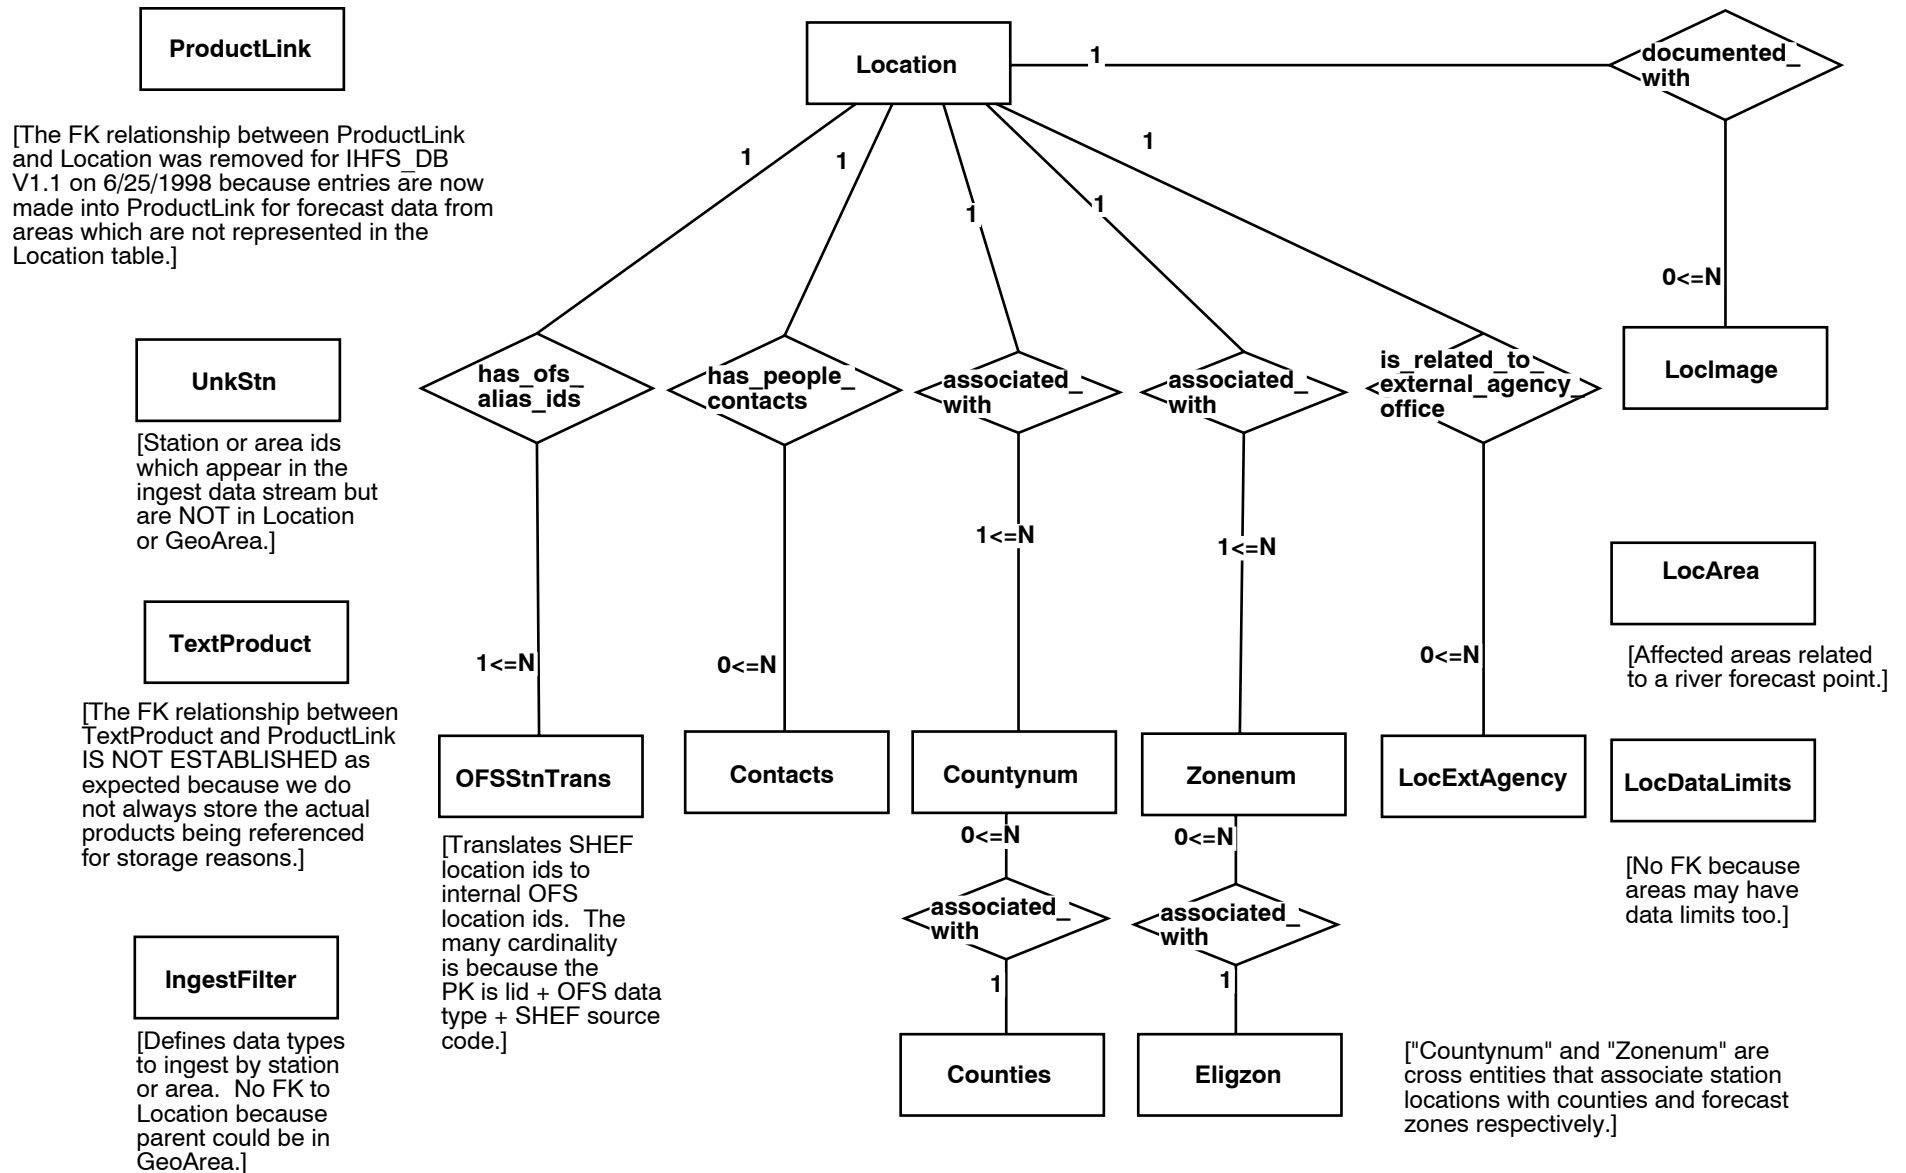 ProductLink
[The FK relationship between ProductLink
and Location was removed for IHFS_DB
V1.1 on 6/25/1998 because entries are now
made into ProductLink for forecast data from
areas which are not represented in the
Location table.]
Location
1
documented_
with
1
1
1
1
1
0<=N
LocImage
UnkStn
[Station or area ids
which appear in the
ingest data stream but
are NOT in Location
or GeoArea.]
has_ofs_
alias_ids
has_people_
contacts
associated_
with
associated_
with
is_related_to_
external_agency_
office
1<=N
0<=N
1<=N
1<=N
0<=N
LocArea
[Affected areas related
to a river forecast point.]
TextProduct
[The FK relationship between
TextProduct and ProductLink
IS NOT ESTABLISHED as
expected because we do
not always store the actual
products being referenced
for storage reasons.]
OFSStnTrans
Contacts
Countynum
Zonenum
LocExtAgency
LocDataLimits
[No FK because
areas may have
data limits too.]
[Translates SHEF
location ids to
internal OFS
location ids.  The
many cardinality
is because the
PK is lid + OFS data
type + SHEF source
code.]
0<=N
0<=N
associated_
with
associated_
with
1
1
Counties
Eligzon
IngestFilter
[Defines data types
to ingest by station
or area.  No FK to
Location because
parent could be in
GeoArea.]
["Countynum" and "Zonenum" are
cross entities that associate station
locations with counties and forecast
zones respectively.]